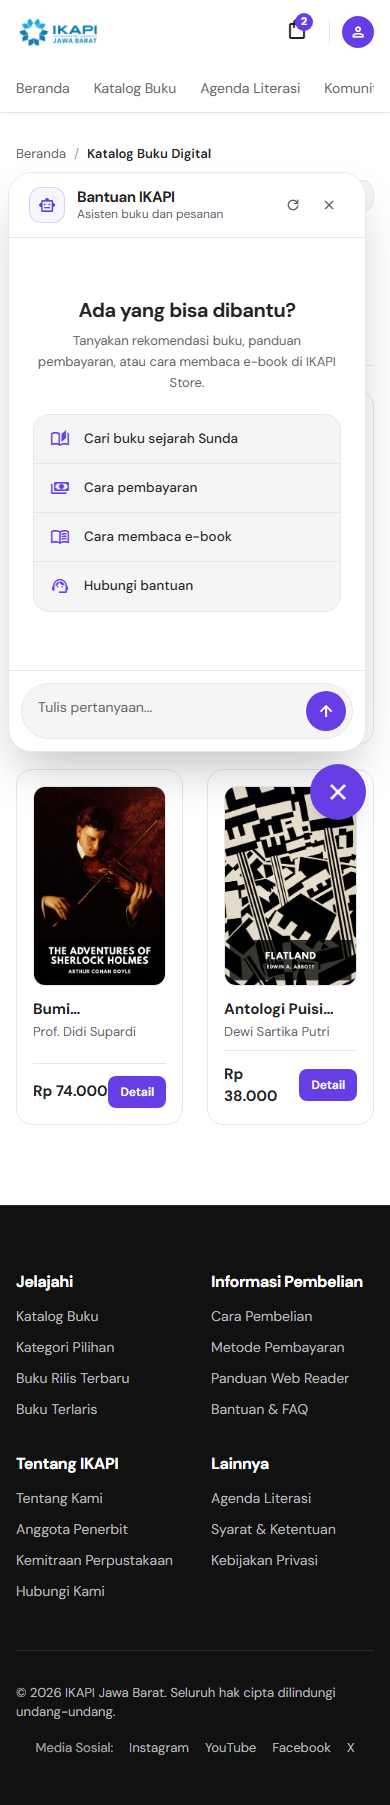 IKAPI
JAWA BARAT
2
Beranda Katalog Buku Agenda Literasi Komuni
Beranda / Katalog Buku Digital
Bantuan IKAPI
Asisten buku dan pesanan
Ada yang bisa dibantu?
Tanyakan rekomendasi buku, panduan
pembayaran, atau cara membaca e-book di IKAPI
Store.
Cari buku sejarah Sunda
Cara pembayaran
Cara membaca e-book
Hubungi bantuan
Tulis pertanyaan...
THE ADVENTURES OF
SHERLOCK HOLMES
ARTHUR CONAN DOYLE
Bumi...
Prof. Didi Supardi
Rp 74.000
Detail
FLATLAND
EDWIN A. ABBOTT
Antologi Puisi...
Dewi Sartika Putri
Rp
38.000
Detail
Jelajahi
Katalog Buku
Kategori Pilihan
Buku Rilis Terbaru
Buku Terlaris
Informasi Pembelian
Cara Pembelian
Metode Pembayaran
Panduan Web Reader
Bantuan & FAQ
Tentang IKAPI
Tentang Kami
Anggota Penerbit
Kemitraan Perpustakaan
Hubungi Kami
Lainnya
Agenda Literasi
Syarat & Ketentuan
Kebijakan Privasi
© 2026 IKAPI Jawa Barat. Seluruh hak cipta dilindungi
undang-undang.
Media Sosial: Instagram YouTube Facebook X